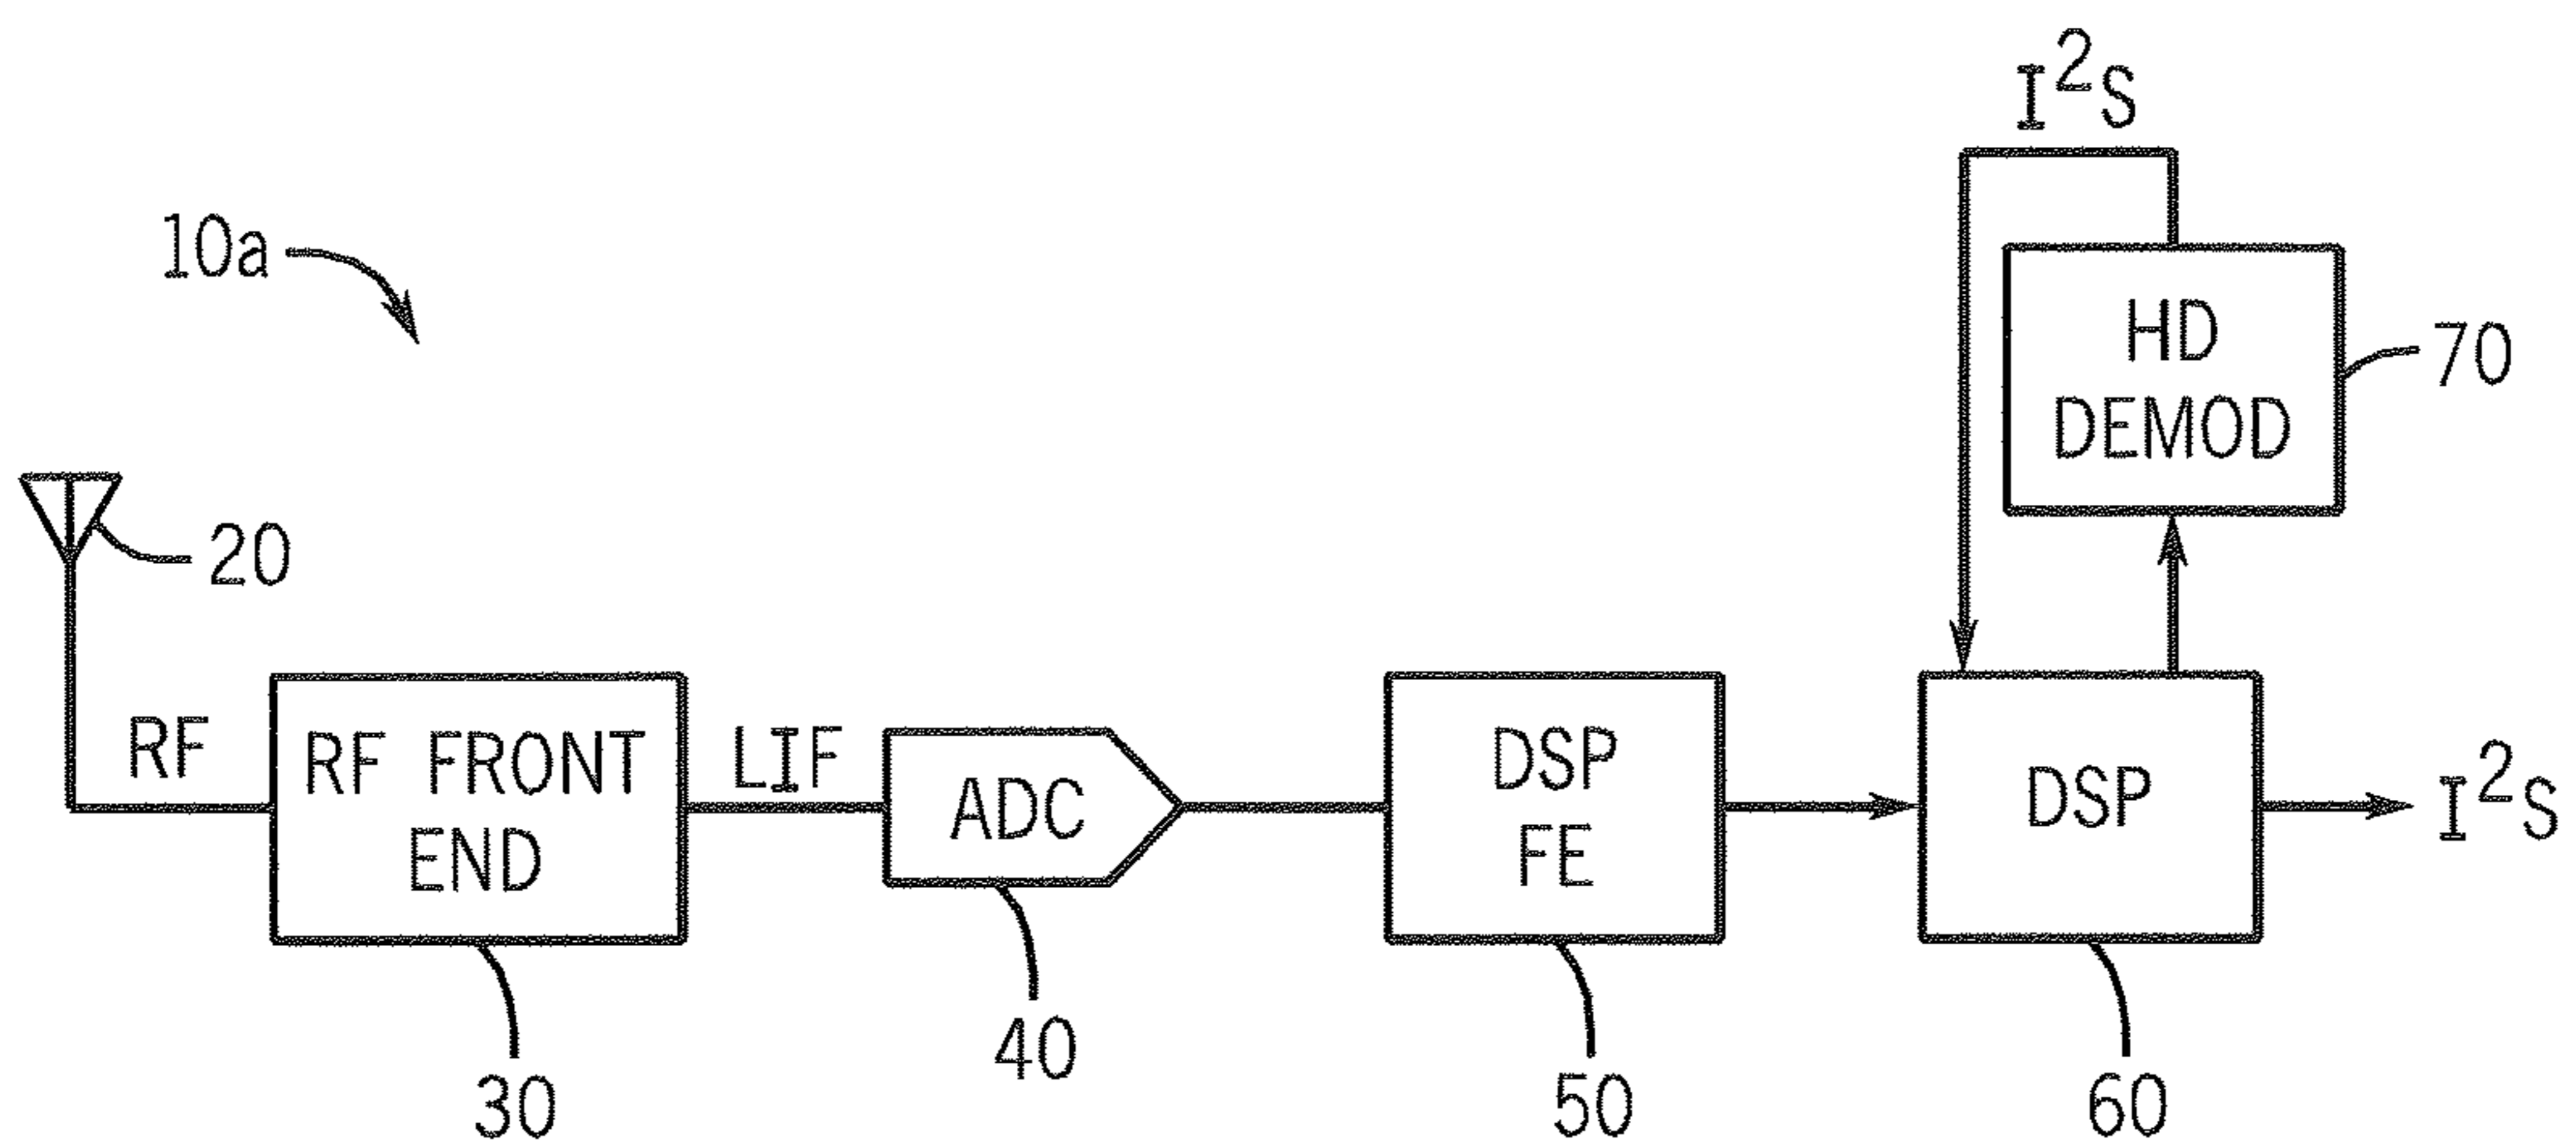 I²S
10a
HD
DEMOD
70
20
RF
RF FRONT
END
LIF
ADC
DSP
FE
DSP
I²S
30
40
50
60